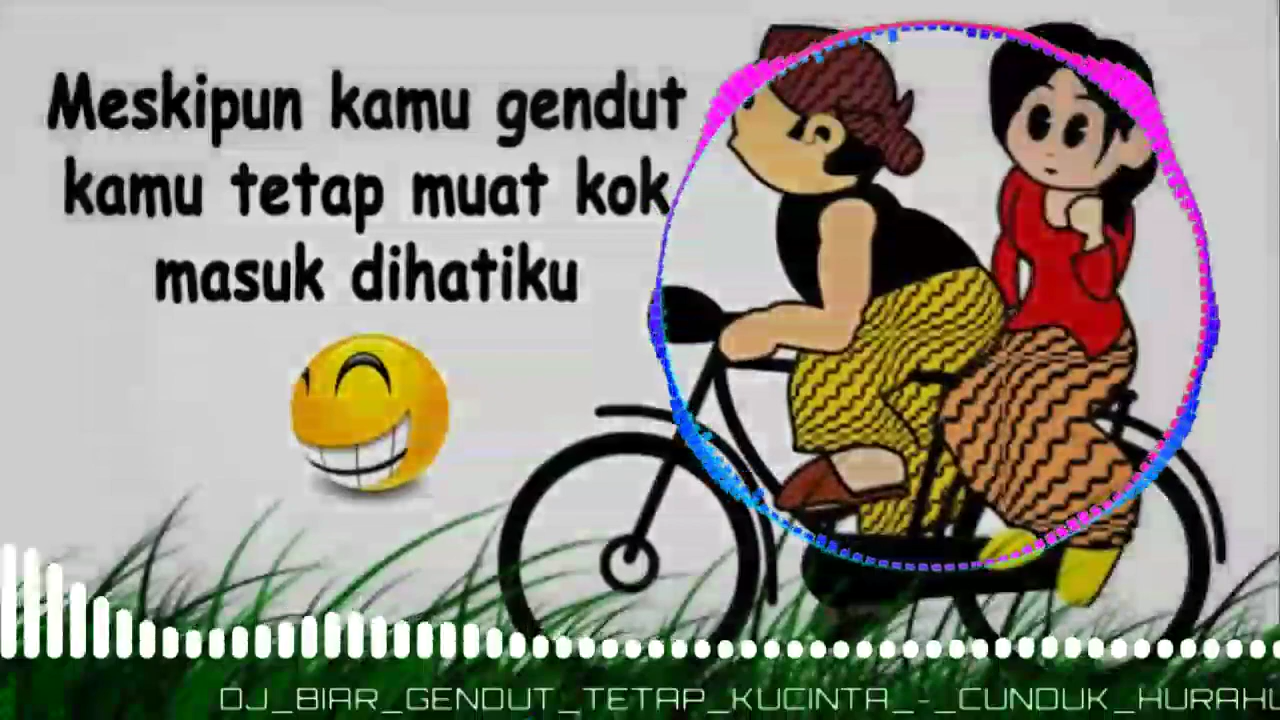 Meskipun kamu gendut
kamu tetap muat kok
masuk dihatiku
DJ_BIAR_GENDUT_TETAP_KUCINTA_-_CUNDUK_HURAHU